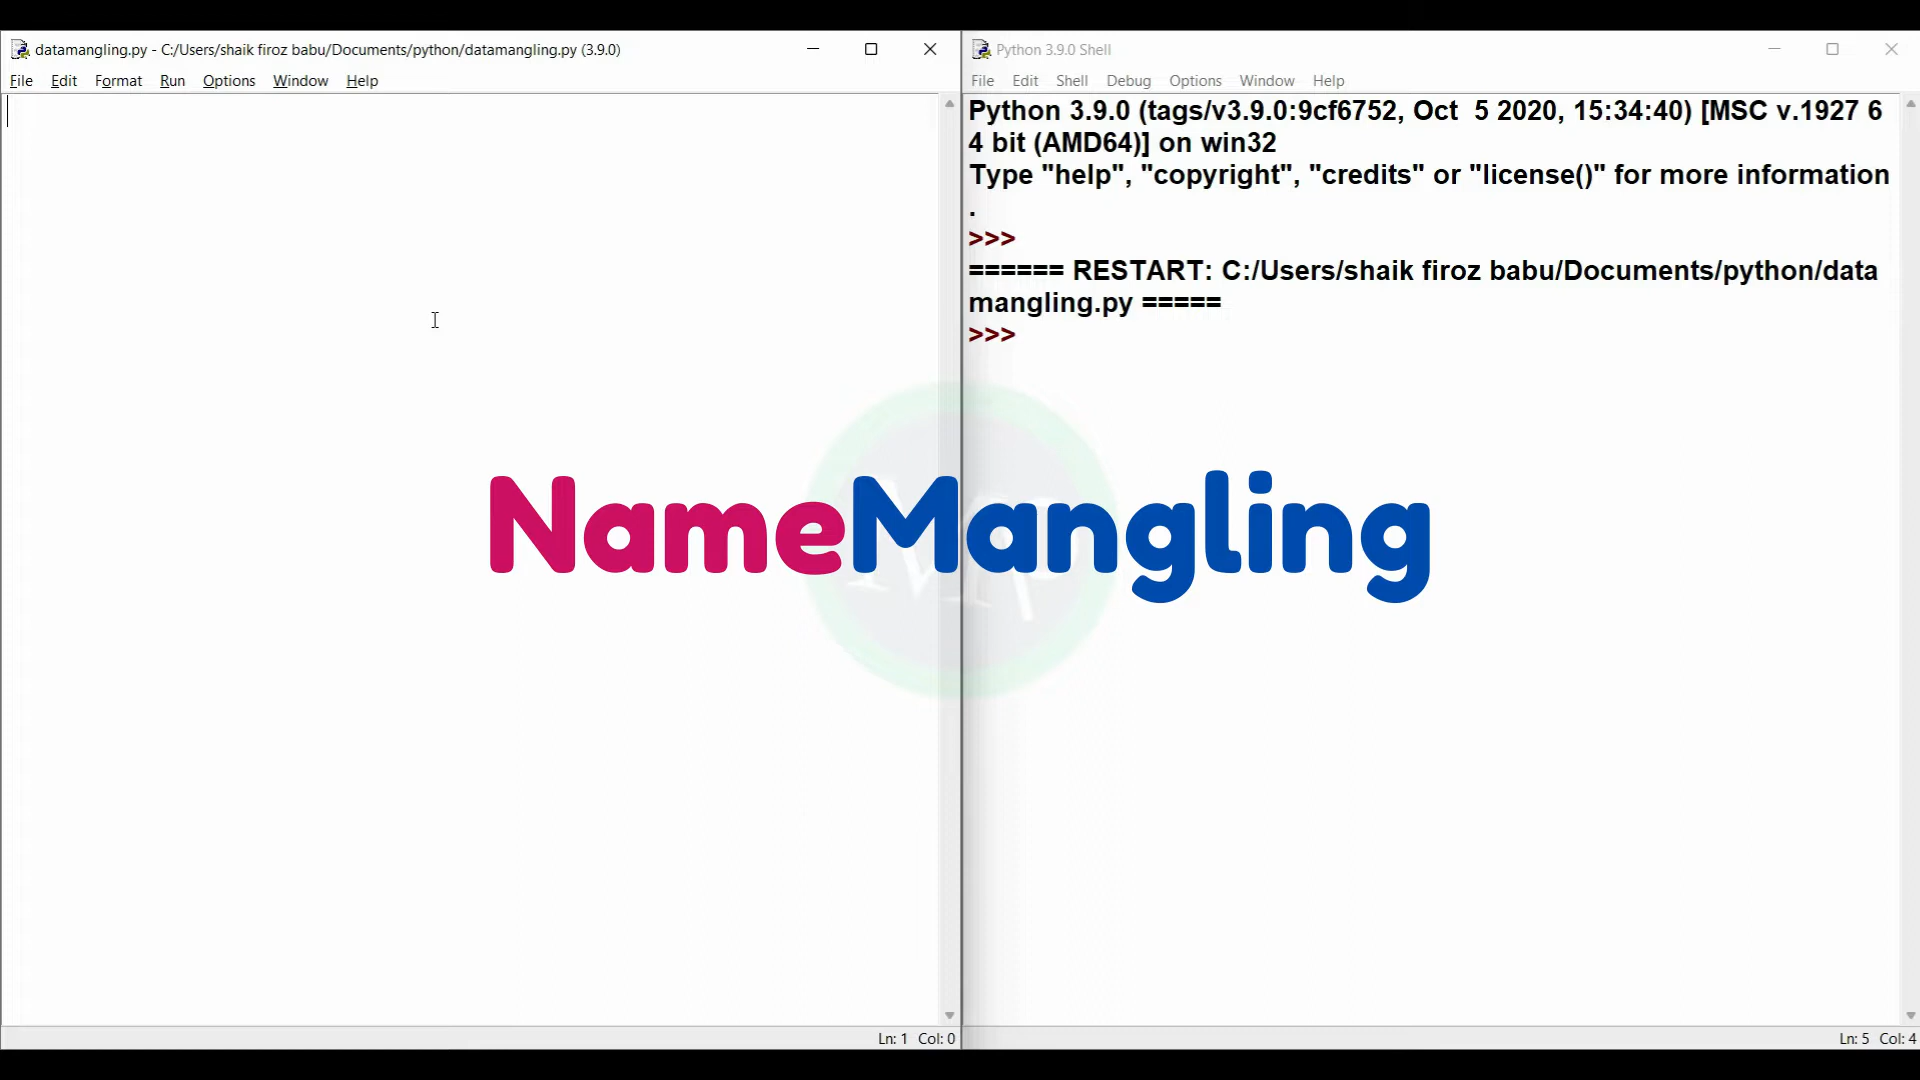 datamangling.py - C:/Users/shaik firoz babu/Documents/python/datamangling.py (3.9.0)
File Edit Format Run Options Window Help
Ln: 1 Col: 0
Python 3.9.0 Shell
File Edit Shell Debug Options Window Help
Python 3.9.0 (tags/v3.9.0:9cf6752, Oct  5 2020, 15:34:40) [MSC v.1927 6
4 bit (AMD64)] on win32
Type "help", "copyright", "credits" or "license()" for more information
.
>>>
====== RESTART: C:/Users/shaik firoz babu/Documents/python/data
mangling.py =====
>>>
NameMangling
Ln: 5 Col: 4